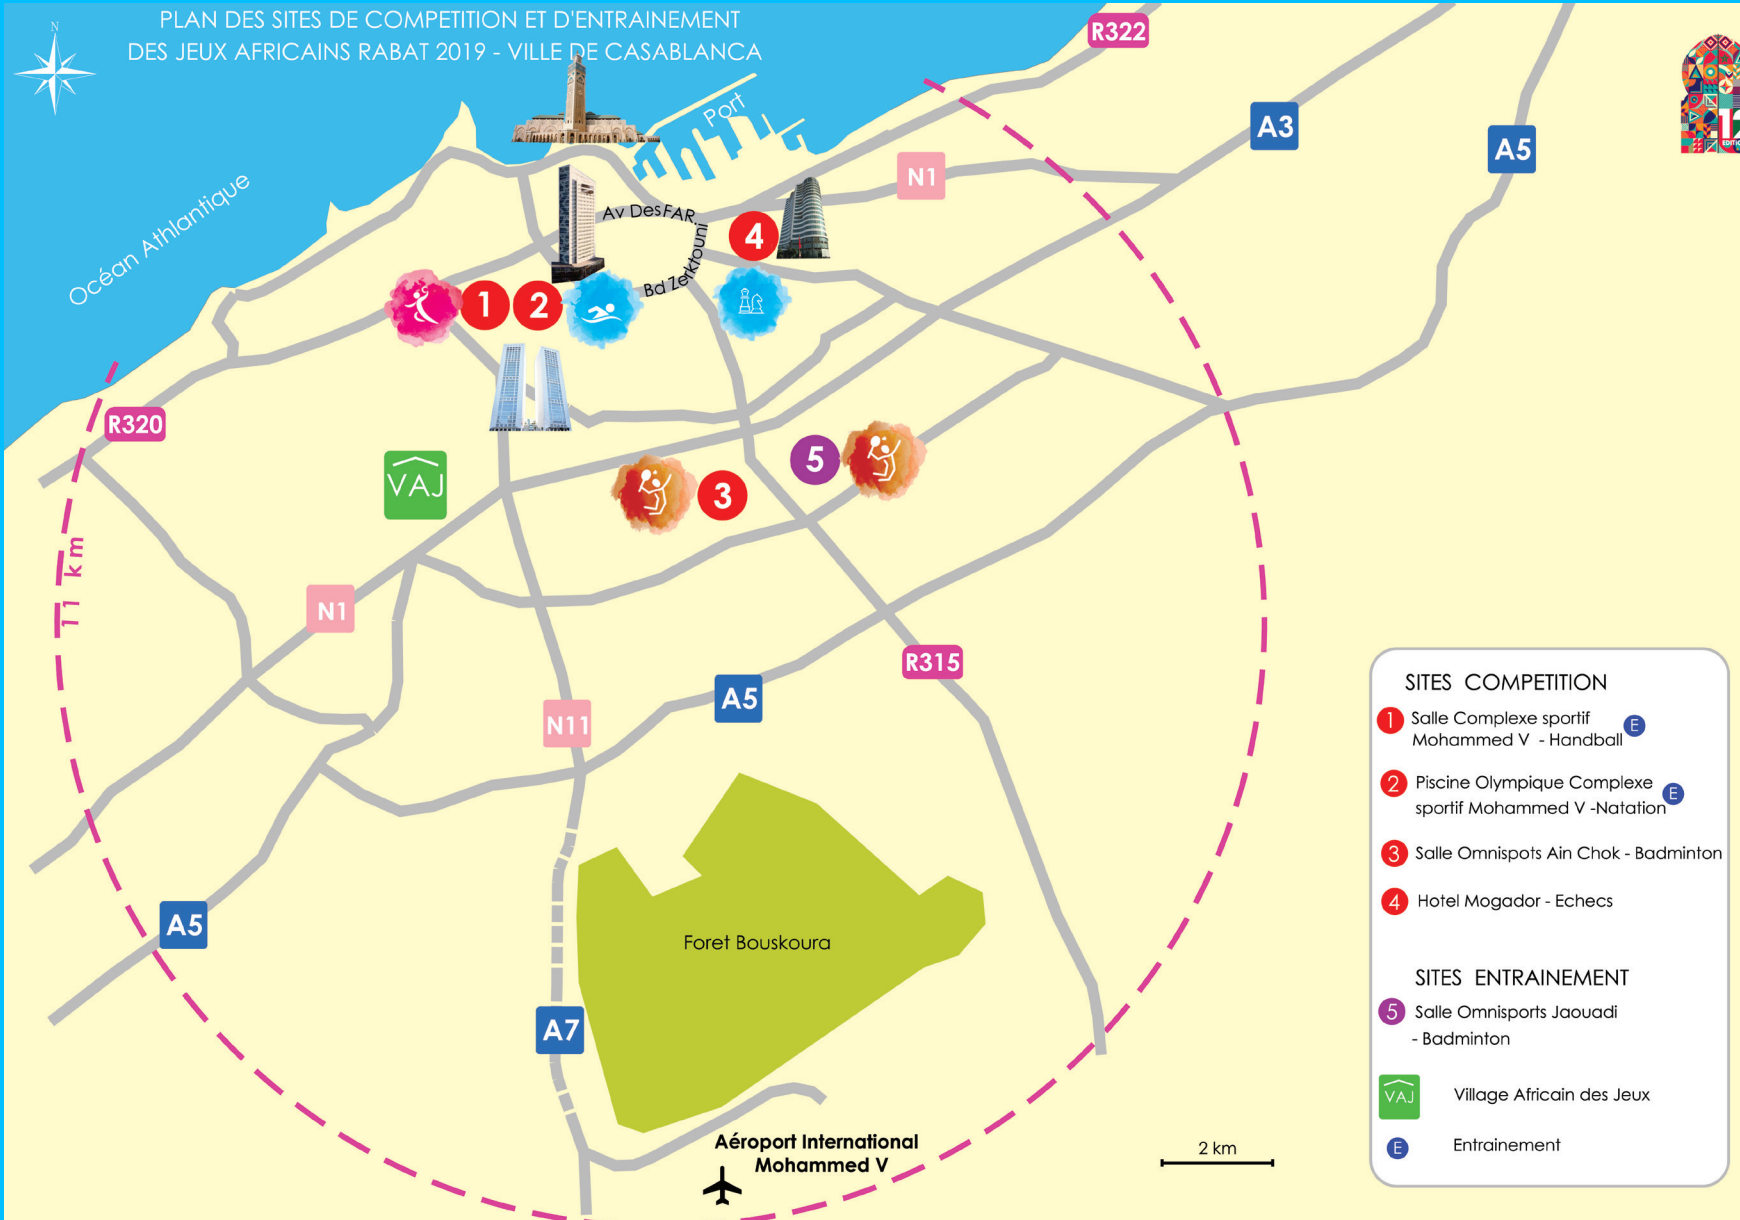 N
PLAN DES SITES DE COMPETITION ET D'ENTRAINEMENT
DES JEUX AFRICAINS RABAT 2019 - VILLE DE CASABLANCA
R322
A3
A5
12
Port
N1
Océan Athlantique
Av DesFAR
4
Bd Zerktouni
1
2
R320
VAJ
5
3
11 km
N1
R315
A5
N11
A5
Foret Bouskoura
A7
Aéroport International
Mohammed V
2 km
SITES COMPETITION
1 Salle Complexe sportif
Mohammed V - Handball E
2 Piscine Olympique Complexe
sportif Mohammed V -Natation E
3 Salle Omnispots Ain Chok - Badminton
4 Hotel Mogador - Echecs
SITES ENTRAINEMENT
5 Salle Omnisports Jaouadi
- Badminton
VAJ Village Africain des Jeux
E Entrainement